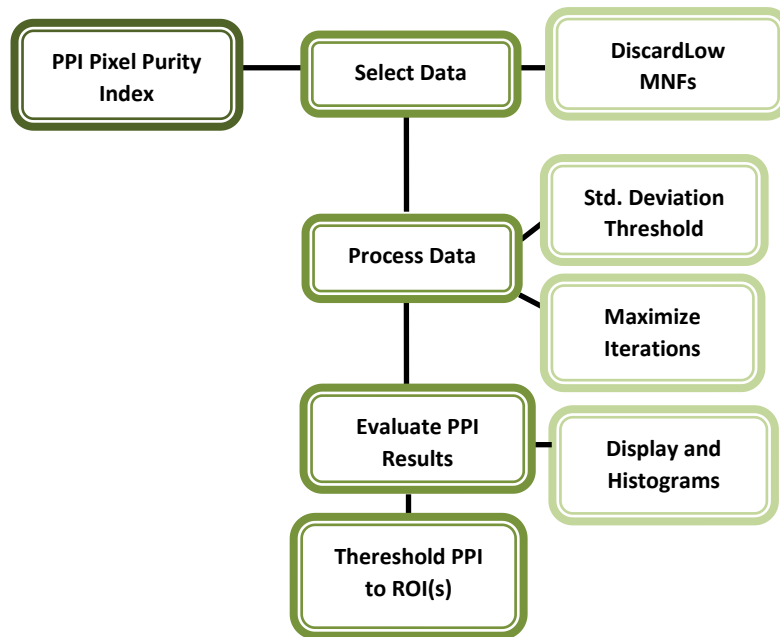 PPI Pixel Purity
Index
Select Data
DiscardLow
MNFs
Process Data
Std. Deviation
Threshold
Maximize
Iterations
Evaluate PPI
Results
Display and
Histograms
Thereshold PPI
to ROI(s)